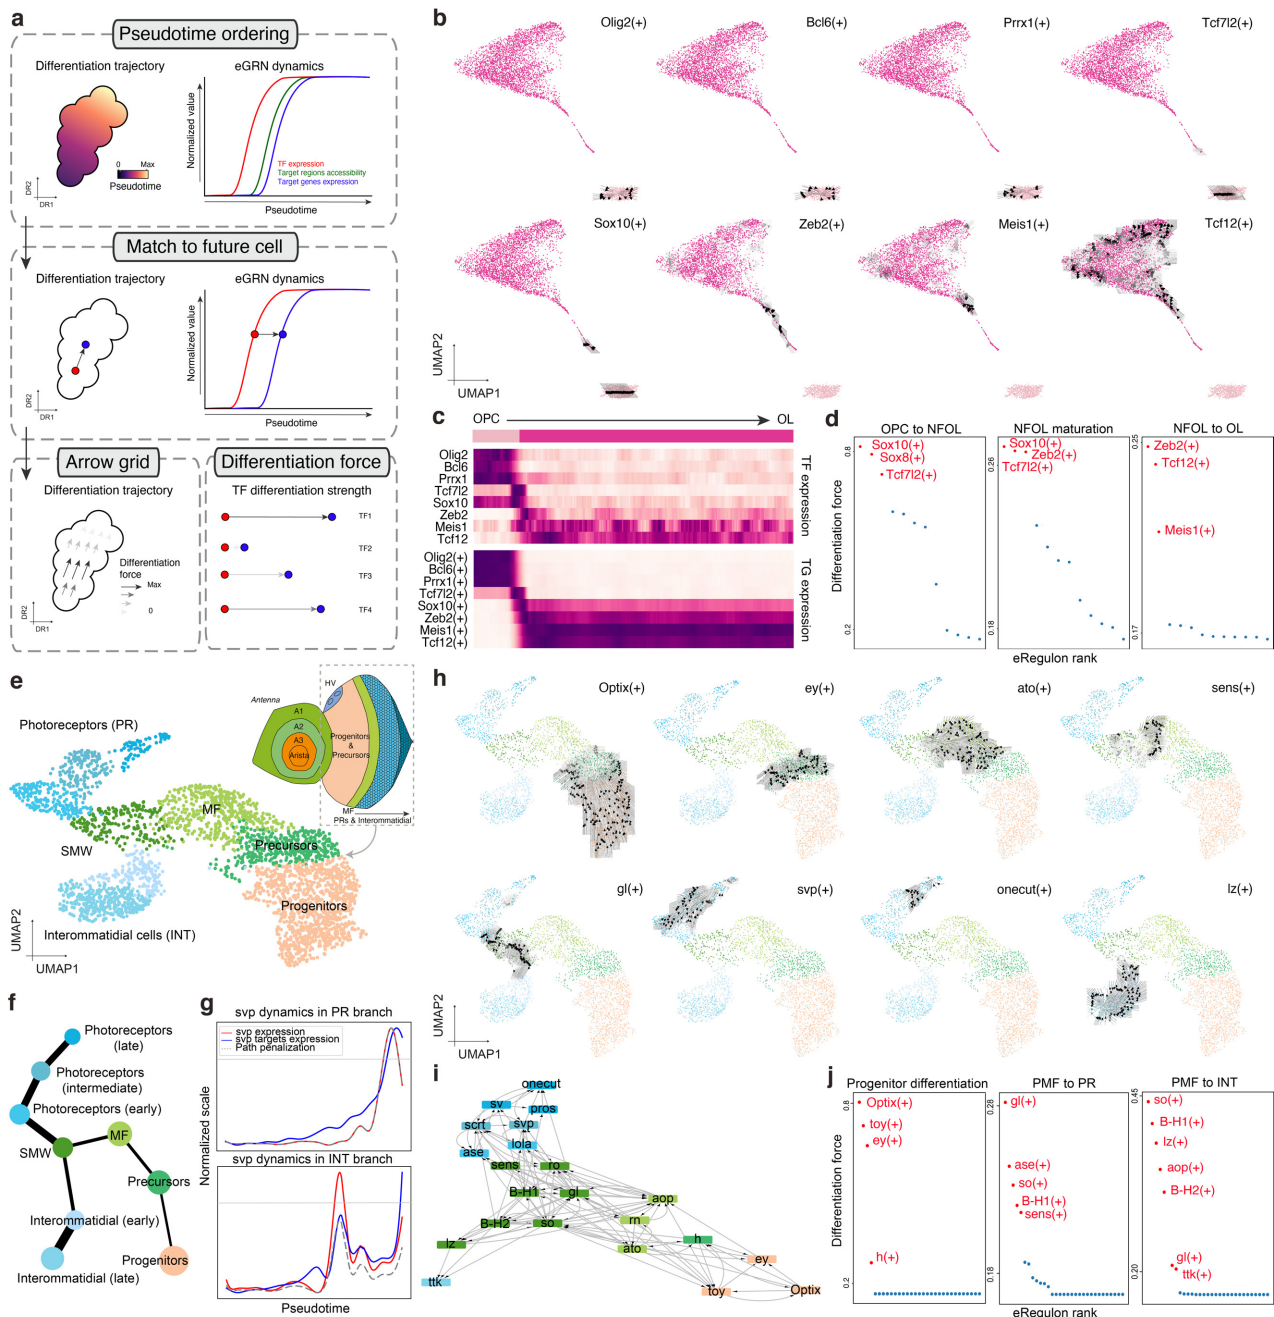 a
Pseudotime ordering
Differentiation trajectory
eGRN dynamics
Normalized value
0 Max
Pseudotime
TF expression
Target regions accessibility
Target genes expression
DR2
DR1
Pseudotime
Match to future cell
Differentiation trajectory
eGRN dynamics
Normalized value
DR2
DR1
Pseudotime
Arrow grid
Differentiation trajectory
Differentiation
force
Max
0
DR2
DR1
Differentiation force
TF differentiation strength
TF1
TF2
TF3
TF4
b
Olig2(+)
Bcl6(+)
Prrx1(+)
Tcf7l2(+)
Sox10(+)
Zeb2(+)
Meis1(+)
Tcf12(+)
UMAP2
UMAP1
c
OPC
OL
Olig2
Bcl6
Prrx1
Tcf7l2
Sox10
Zeb2
Meis1
Tcf12
TF expression
Olig2(+)
Bcl6(+)
Prrx1(+)
Tcf7l2(+)
Sox10(+)
Zeb2(+)
Meis1(+)
Tcf12(+)
TG expression
d
OPC to NFOL
NFOL maturation
NFOL to OL
Differentiation force
0.8
0.2
Sox10(+)
Sox8(+)
Tcf7l2(+)
0.26
0.18
Sox10(+)
Zeb2(+)
Tcf7l2(+)
0.25
0.17
Zeb2(+)
Tcf12(+)
Meis1(+)
eRegulon rank
e
Photoreceptors (PR)
MF
SMW
Precursors
Progenitors
Interommatidial cells (INT)
UMAP2
UMAP1
Antenna
HV
A1
A2
A3
Arista
Progenitors
&
Precursors
MF
PRs & Interommatidial
f
Photoreceptors
(late)
Photoreceptors
(intermediate)
Photoreceptors (early)
MF
SMW
Precursors
Interommatidial (early)
Progenitors
Interommatidial (late)
g
svp dynamics in PR branch
svp expression
svp targets expression
Path penalization
Normalized scale
svp dynamics in INT branch
Pseudotime
h
Optix(+)
ey(+)
ato(+)
sens(+)
gl(+)
svp(+)
onecut(+)
lz(+)
UMAP2
UMAP1
i
onecut
sv
pros
scrt
svp
lola
ase
sens
ro
B-H1
gl
aop
B-H2
so
rn
lz
ato
h
ttk
ey
toy
Optix
j
Progenitor differentiation
PMF to PR
PMF to INT
Differentiation force
0.8
0.2
Optix(+)
toy(+)
ey(+)
h(+)
0.28
0.18
gl(+)
ase(+)
so(+)
B-H1(+)
sens(+)
0.45
0.20
so(+)
B-H1(+)
lz(+)
aop(+)
B-H2(+)
gl(+)
ttk(+)
eRegulon rank